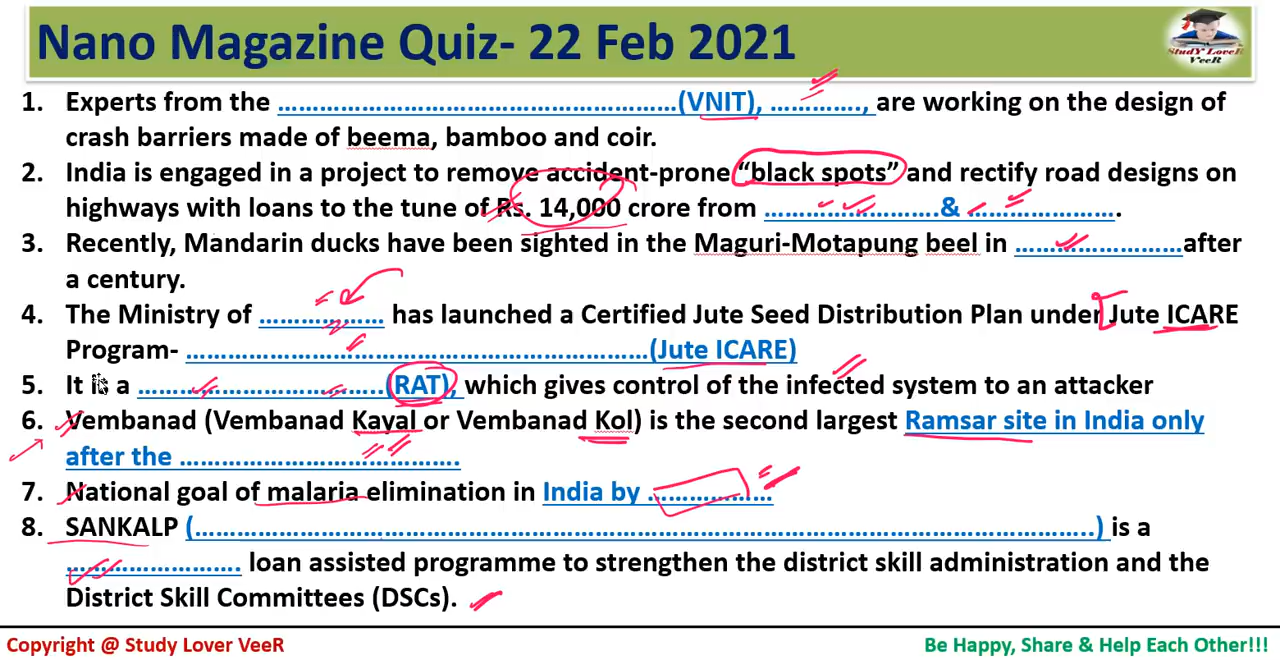 Nano Magazine Quiz- 22 Feb 2021
StudY LoveR
VeeR
1. Experts from the ……………………………………………(VNIT), …………, are working on the design of
crash barriers made of beema, bamboo and coir.
2. India is engaged in a project to remove accident-prone “black spots” and rectify road designs on
highways with loans to the tune of Rs. 14,000 crore from ………………….& ………………..
3. Recently, Mandarin ducks have been sighted in the Maguri-Motapung beel in …………………after
a century.
4. The Ministry of …………… has launched a Certified Jute Seed Distribution Plan under Jute ICARE
Program- ……………………………………………………(Jute ICARE)
5. It is a ……………………………(RAT), which gives control of the infected system to an attacker
6. Vembanad (Vembanad Kayal or Vembanad Kol) is the second largest Ramsar site in India only
after the ……………………………….
7. National goal of malaria elimination in India by ……………
8. SANKALP (……………………………………………………………………………………………………..) is a
…………………. loan assisted programme to strengthen the district skill administration and the
District Skill Committees (DSCs).
Copyright @ Study Lover VeeR
Be Happy, Share & Help Each Other!!!